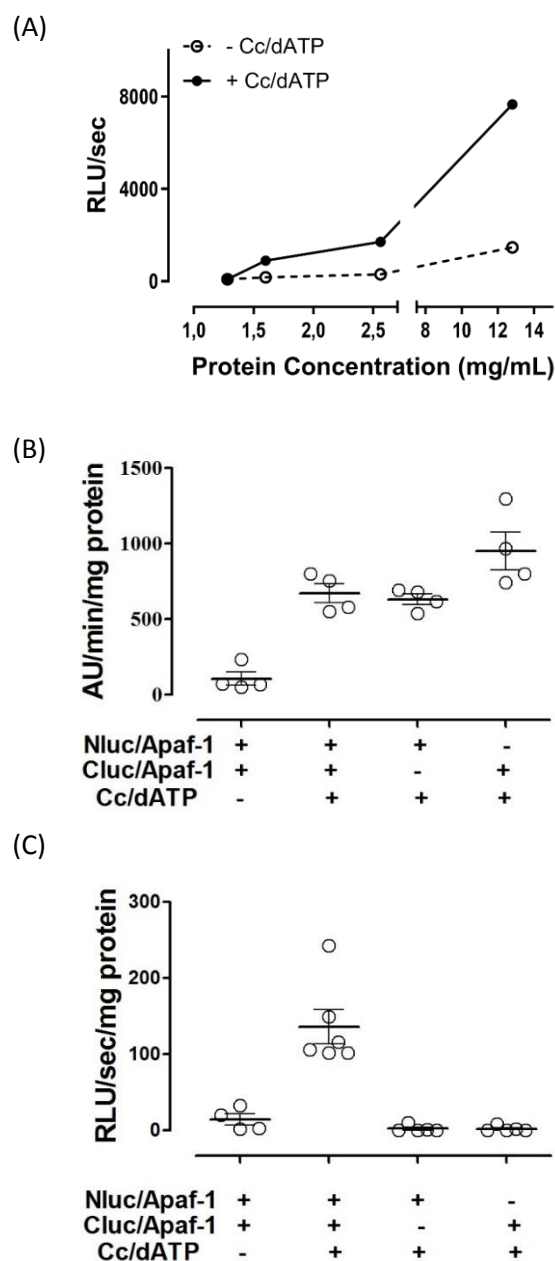 (A)
- Cc/dATP
+ Cc/dATP
RLU/sec
8000
4000
0
1,0 1,5 2,0 2,5 8 10 12 14
Protein Concentration (mg/mL)
(B)
AU/min/mg protein
1500
1000
500
0
Nluc/Apaf-1 + + + -
Cluc/Apaf-1 + + - +
Cc/dATP - + + +
(C)
RLU/sec/mg protein
300
200
100
0
Nluc/Apaf-1 + + + -
Cluc/Apaf-1 + + - +
Cc/dATP - + + +